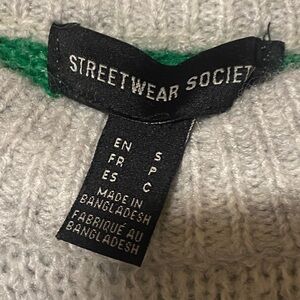 STREETWEAR SOCIET
EN S
FR P
ES C
MADE IN
BANGLADESH
FABRIQUÉ AU
BANGLADESH